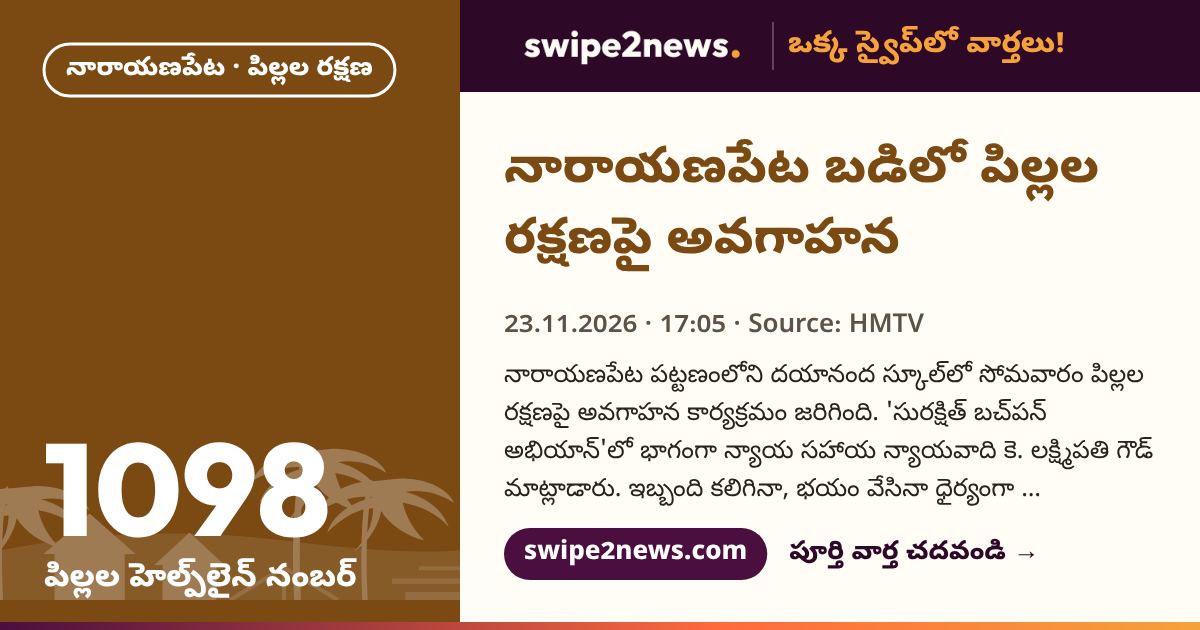 నారాయణపేట · పిల్లల రక్షణ
1098
పిల్లల హెల్ప్‌లైన్ నంబర్
swipe2news.
ఒక్క స్వైప్‌లో వార్తలు!
నారాయణపేట బడిలో పిల్లల
రక్షణపై అవగాహన
23.11.2026 · 17:05 · Source: HMTV
నారాయణపేట పట్టణంలోని దయానంద స్కూల్‌లో సోమవారం పిల్లల
రక్షణపై అవగాహన కార్యక్రమం జరిగింది. 'సురక్షిత్ బచ్‌పన్
అభియాన్'లో భాగంగా న్యాయ సహాయ న్యాయవాది కె. లక్ష్మిపతి గౌడ్
మాట్లాడారు. ఇబ్బంది కలిగినా, భయం వేసినా ధైర్యంగా ...
swipe2news.com
పూర్తి వార్త చదవండి →